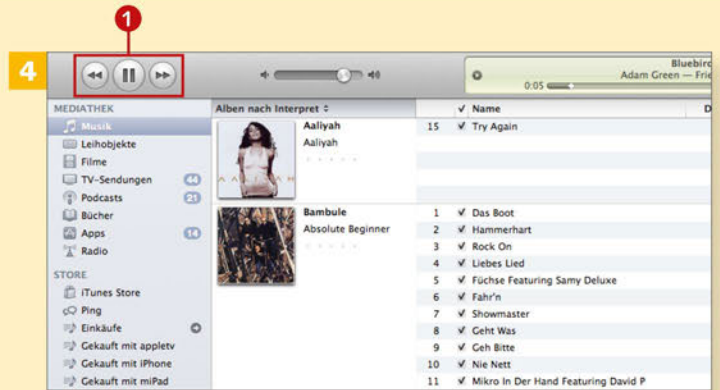 1
4
Bluebird
Adam Green — Frie
0:05
MEDIATHEK
Alben nach Interpret
✓ Name
D
Musik
Leihobjekte
Filme
TV-Sendungen 44
Podcasts 21
Bücher
Apps 14
Radio
STORE
iTunes Store
Ping
Einkäufe
Gekauft mit appletv
Gekauft mit iPhone
Gekauft mit miPad
Aaliyah
Aaliyah
AALIYAH
15 ✓ Try Again
Bambule
Absolute Beginner
1 ✓ Das Boot
2 ✓ Hammerhart
3 ✓ Rock On
4 ✓ Liebes Lied
5 ✓ Füchse Featuring Samy Deluxe
6 ✓ Fahr'n
7 ✓ Showmaster
8 ✓ Geht Was
9 ✓ Geh Bitte
10 ✓ Nie Nett
11 ✓ Mikro In Der Hand Featuring David P